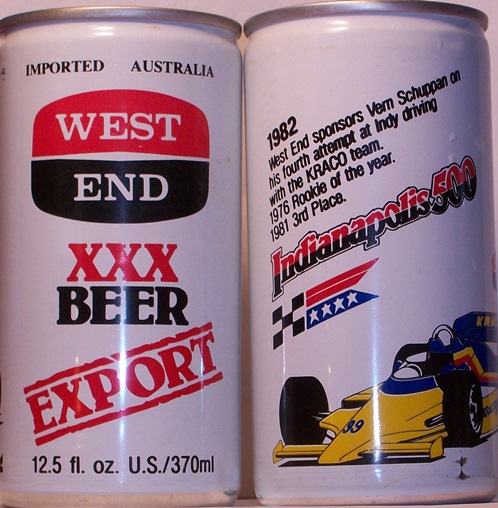 IMPORTED AUSTRALIA
WEST
END
XXX
BEER
EXPORT
12.5 fl. oz. U.S./370ml
1982
West End sponsors Vern Schuppan on
his fourth attempt at Indy driving
with the KRACO team.
1976 Rookie of the year.
1981 3rd Place.
Indianapolis 500
KRACO
89